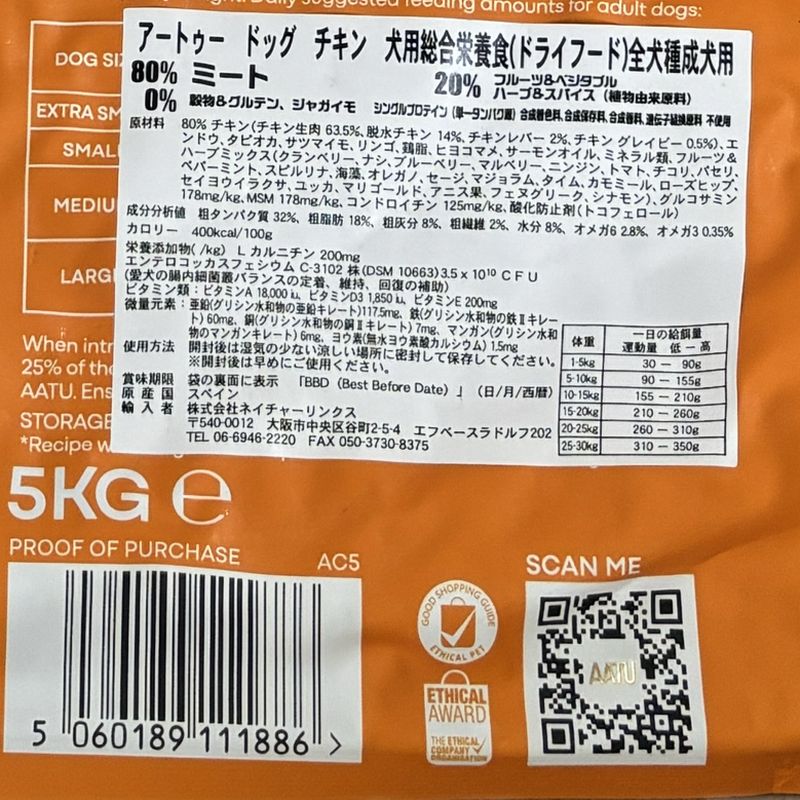 Daily suggested feeding amounts for adult dogs:
DOG SI
EXTRA SM
SMAL
MEDIU
LARG
When intr
25% of the
AATU. Ens
STORAGE
*Recipe w
アートゥー ドッグ チキン 犬用総合栄養食(ドライフード)全犬種成犬用
80% ミート 20% フルーツ&ベジタブル
ハーブ&スパイス (植物由来原料)
0% 穀物&グルテン、ジャガイモ シングルプロテイン (単一タンパク源) 合成着色料、合成保存料、合成香料、遺伝子組換原料 不使用
原材料 80% チキン(チキン生肉 63.5%、脱水チキン 14%、チキンレバー 2%、チキン グレイビー 0.5%)、エ
ンドウ、タピオカ、サツマイモ、リンゴ、鶏脂、ヒヨコマメ、サーモンオイル、ミネラル類、フルーツ&
ハーブミックス(クランベリー、ナシ、ブルーベリー、マルベリー、ニンジン、トマト、チコリ、パセリ、
ペパーミント、スピルリナ、海藻、オレガノ、セージ、マジョラム、タイム、カモミール、ローズヒップ、
セイヨウイラクサ、ユッカ、マリゴールド、アニス果、フェヌグリーク、シナモン)、グルコサミン
178mg/kg、MSM 178mg/kg、コンドロイチン 125mg/kg、酸化防止剤(トコフェロール)
成分分析値 粗タンパク質 32%、粗脂肪 18%、粗灰分 8%、粗繊維 2%、水分 8%、オメガ6 2.8%、オメガ3 0.35%
カロリー 400kcal/100g
栄養添加物(/kg) L カルニチン 200mg
エンテロコッカスフェシウム C-3102 株(DSM 10663)3.5 x 10¹⁰ CFU
(愛犬の腸内細菌叢バランスの定着、維持、回復の補助)
ビタミン類:ビタミンA 18,000 iu、ビタミンD3 1,850 iu、ビタミンE 200mg
微量元素:亜鉛(グリシン水和物の亜鉛キレート)117.5mg、鉄(グリシン水和物の鉄Ⅱキレー
ト)60mg、銅(グリシン水和物の銅Ⅱキレート)7mg、マンガン(グリシン水和
物のマンガンキレート)6mg、ヨウ素(無水ヨウ素酸カルシウム)1.5mg
使用方法 開封後は湿気の少ない涼しい場所に密封して保存してください。
※開封後は早めにご使用ください。
賞味期限 袋の裏面に表示 「BBD (Best Before Date)」(日/月/西暦)
原産国 スペイン
輸入者 株式会社ネイチャーリンクス
〒540-0012 大阪市中央区谷町2-5-4 エフベースラドルフ202
TEL 06-6946-2220 FAX 050-3730-8375
体重 一日の給餌量
運動量 低 ー 高
1-5kg 30 ー 90g
5-10kg 90 ー 155g
10-15kg 155 ー 210g
15-20kg 210 ー 260g
20-25kg 260 ー 310g
25-30kg 310 ー 350g
5KG e
PROOF OF PURCHASE AC5
5 060189 111886 >
GOOD SHOPPING GUIDE
ETHICAL PET
ETHICAL
AWARD
THE ETHICAL
COMPANY
ORGANISATION
SCAN ME
AATU